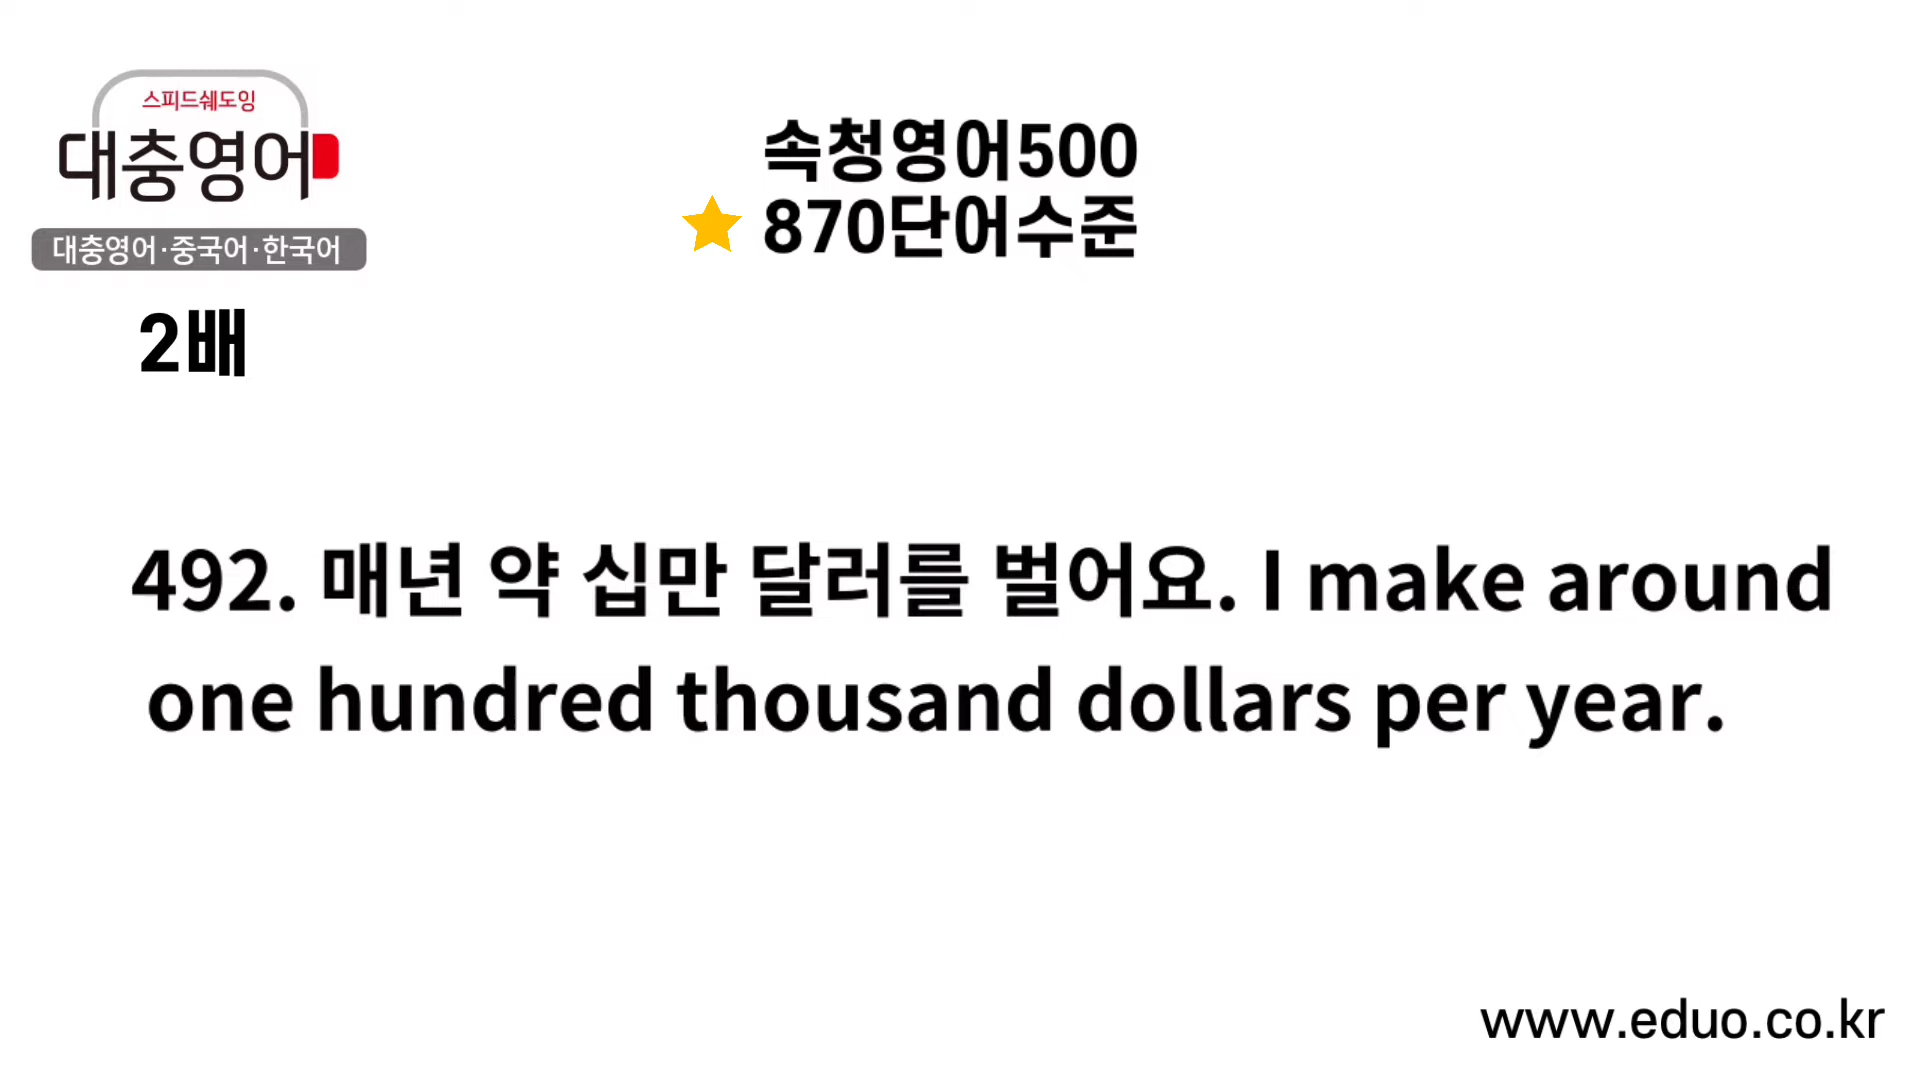 스피드쉐도잉
대충영어
대충영어·중국어·한국어
2배
속청영어500
870단어수준
492. 매년 약 십만 달러를 벌어요. I make around
one hundred thousand dollars per year.
www.eduo.co.kr